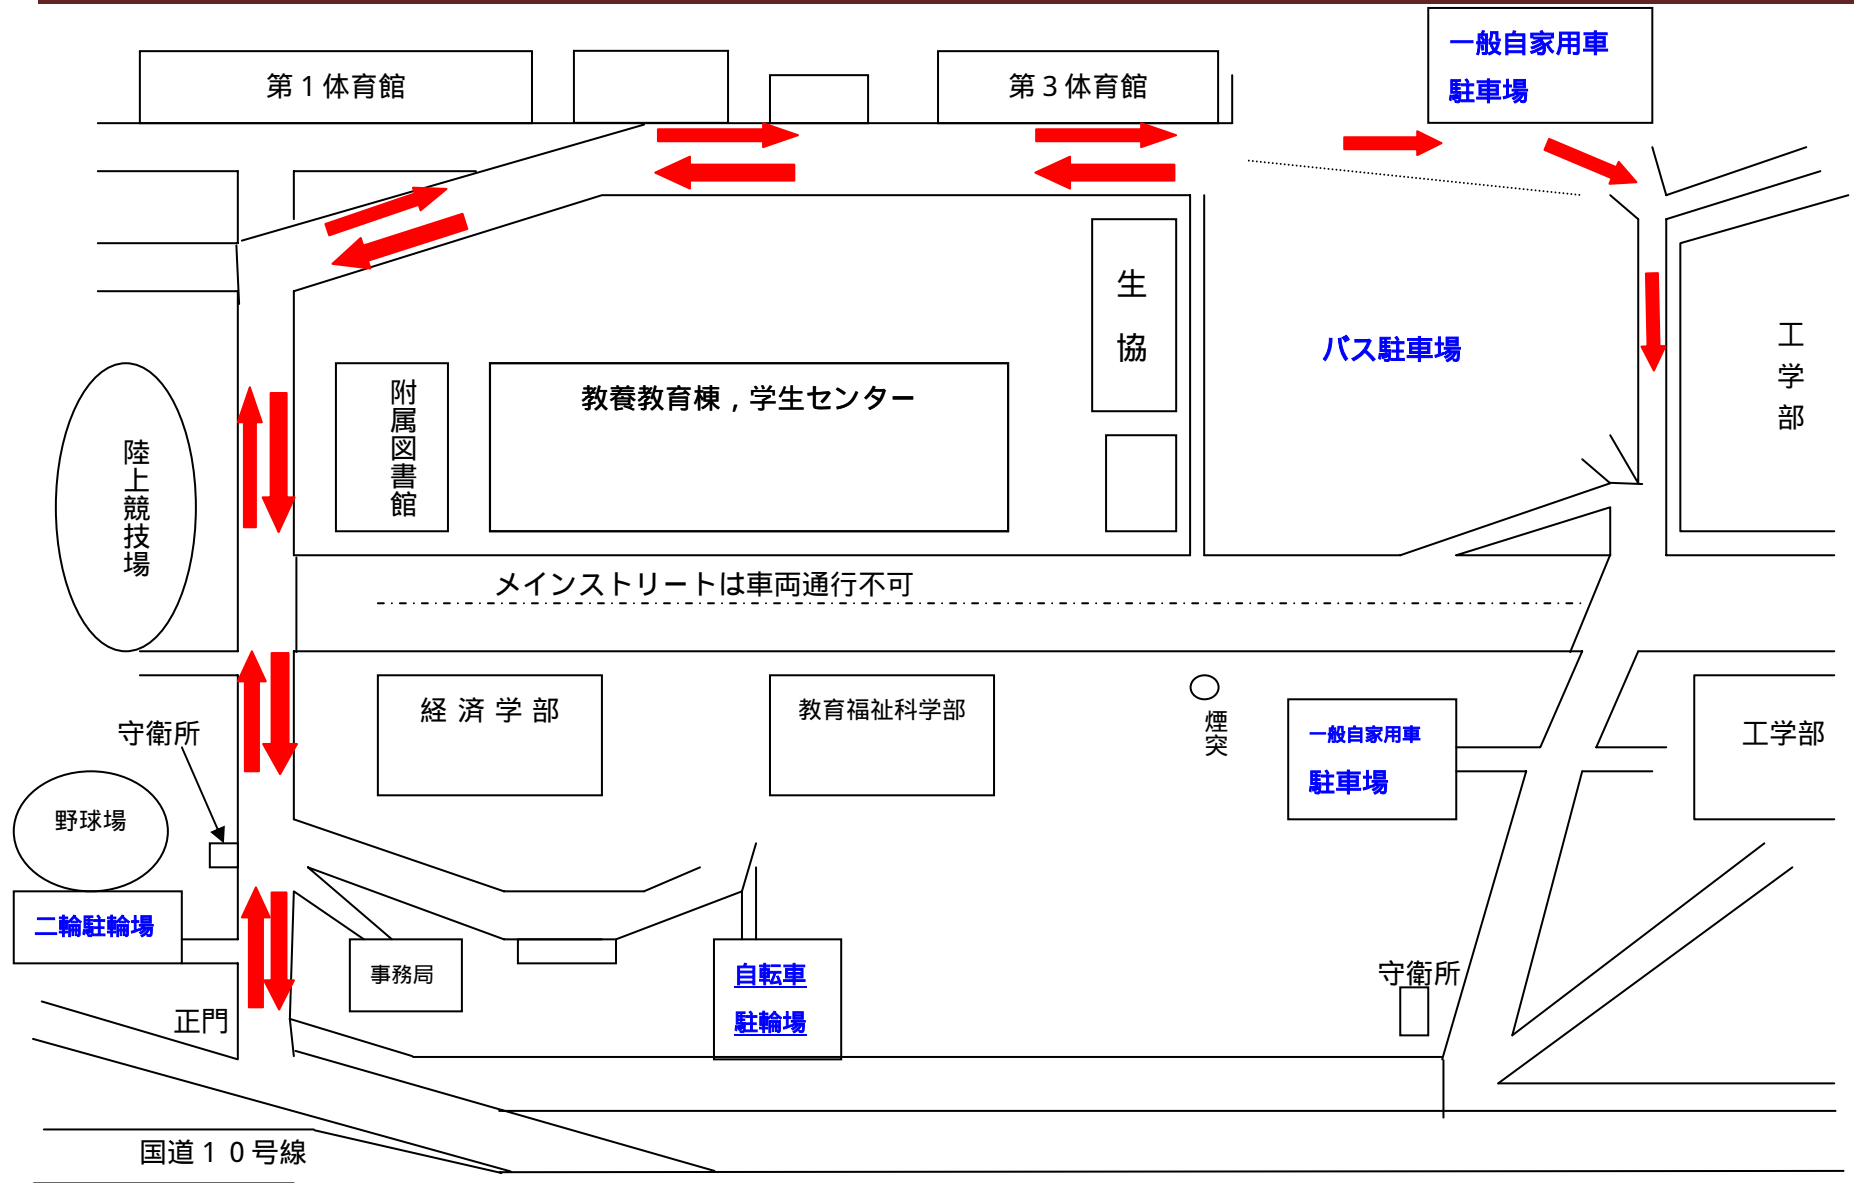 一般自家用車
駐車場
第１体育館
第３体育館
生
協
バス駐車場
工
学
部
附属図書館
教養教育棟，学生センター
陸上競技場
メインストリートは車両通行不可
経済学部
教育福祉科学部
煙突
一般自家用車
駐車場
工学部
守衛所
野球場
二輪駐輪場
事務局
自転車
駐輪場
守衛所
正門
国道１０号線